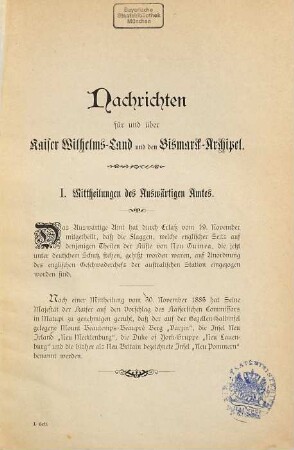 Bayerische
Staatsbibliothek
München
Nachrichten
für und über
Kaiser Wilhelms-Land und den Bismarck-Archipel.
I. Mittheilungen des Auswärtigen Amtes.
Das Auswärtige Amt hat durch Erlaß vom 19. November
mitgetheilt, daß die Flaggen, welche englischer Seits auf
denjenigen Theilen der Küste von Neu Guinea, die jetzt
unter deutschem Schutz stehen, gehißt worden waren, auf Anordnung
des englischen Geschwaderchefs der australischen Station eingezogen
worden sind.
Nach einer Mittheilung vom 30. November 1885 hat Seine
Majestät der Kaiser auf den Vorschlag des Kaiserlichen Commissars
in Matupi zu genehmigen geruht, daß der auf der Gazellen-Halbinsel
gelegene Mount Beautemps-Beaupré Berg „Varzin“, die Insel Neu
Irland „Neu Mecklenburg“, die Duke of York-Gruppe „Neu Lauen-
burg“ und die bisher als Neu Britain bezeichnete Insel „Neu Pommern“
benannt werden.
I. Heft.